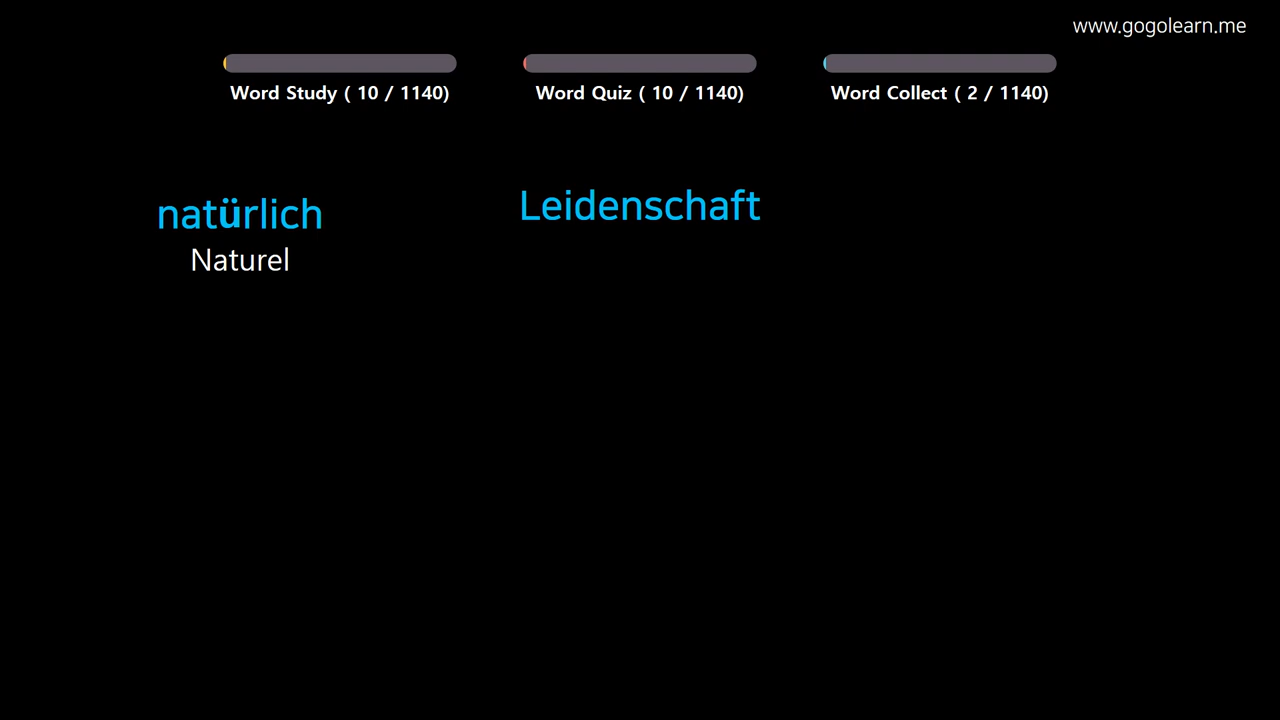 www.gogolearn.me
Word Study ( 10 / 1140)
Word Quiz ( 10 / 1140)
Word Collect ( 2 / 1140)
natürlich
Naturel
Leidenschaft